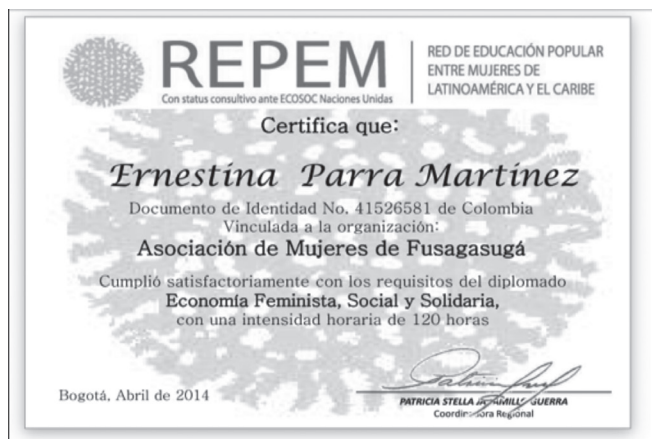 REPEM
RED DE EDUCACIÓN POPULAR
ENTRE MUJERES DE
LATINOAMÉRICA Y EL CARIBE
Con status consultivo ante ECOSOC Naciones Unidas
Certifica que:
Ernestina Parra Martínez
Documento de Identidad No. 41526581 de Colombia
Vinculada a la organización:
Asociación de Mujeres de Fusagasugá
Cumplió satisfactoriamente con los requisitos del diplomado
Economía Feminista, Social y Solidaria,
con una intensidad horaria de 120 horas
Bogotá, Abril de 2014
PATRICIA STELLA JARAMILLO GUERRA
Coordinadora Regional